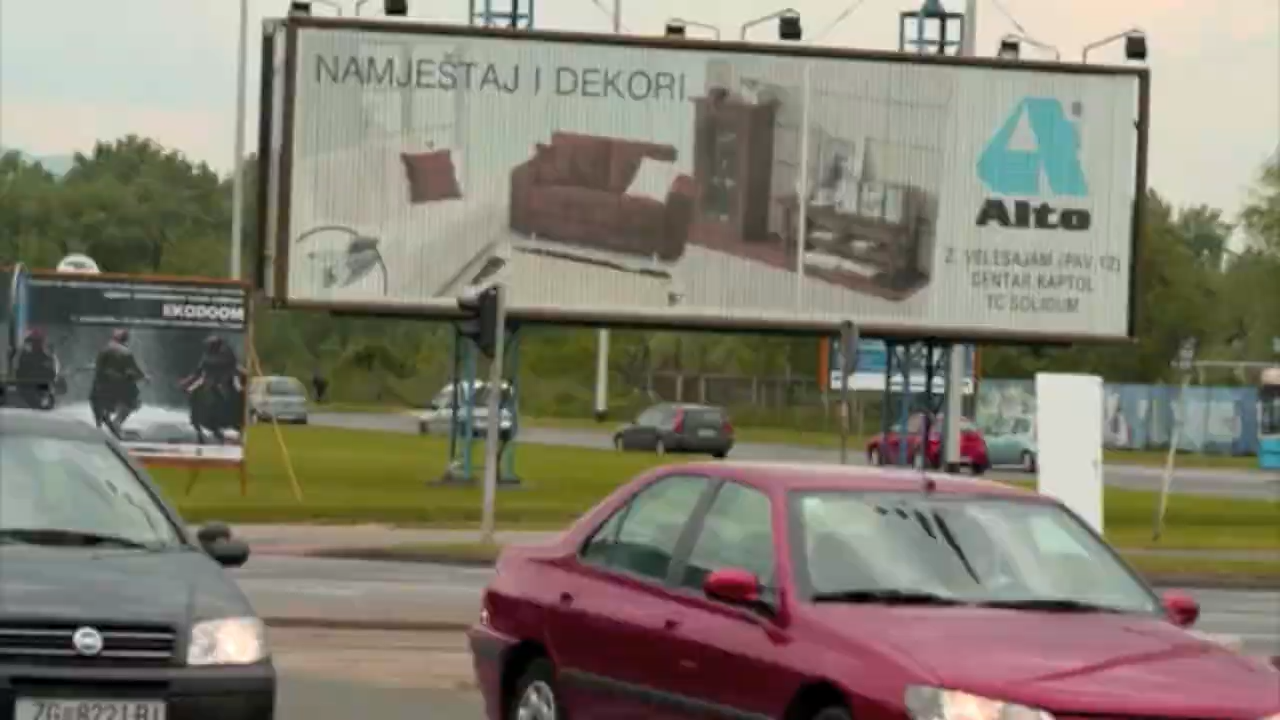 NAMJEŠTAJ I DEKORI
Alto
Z. VELESAJAM (PAV. 12)
CENTAR KAPTOL
TC SOLIDUM
EKODOOM